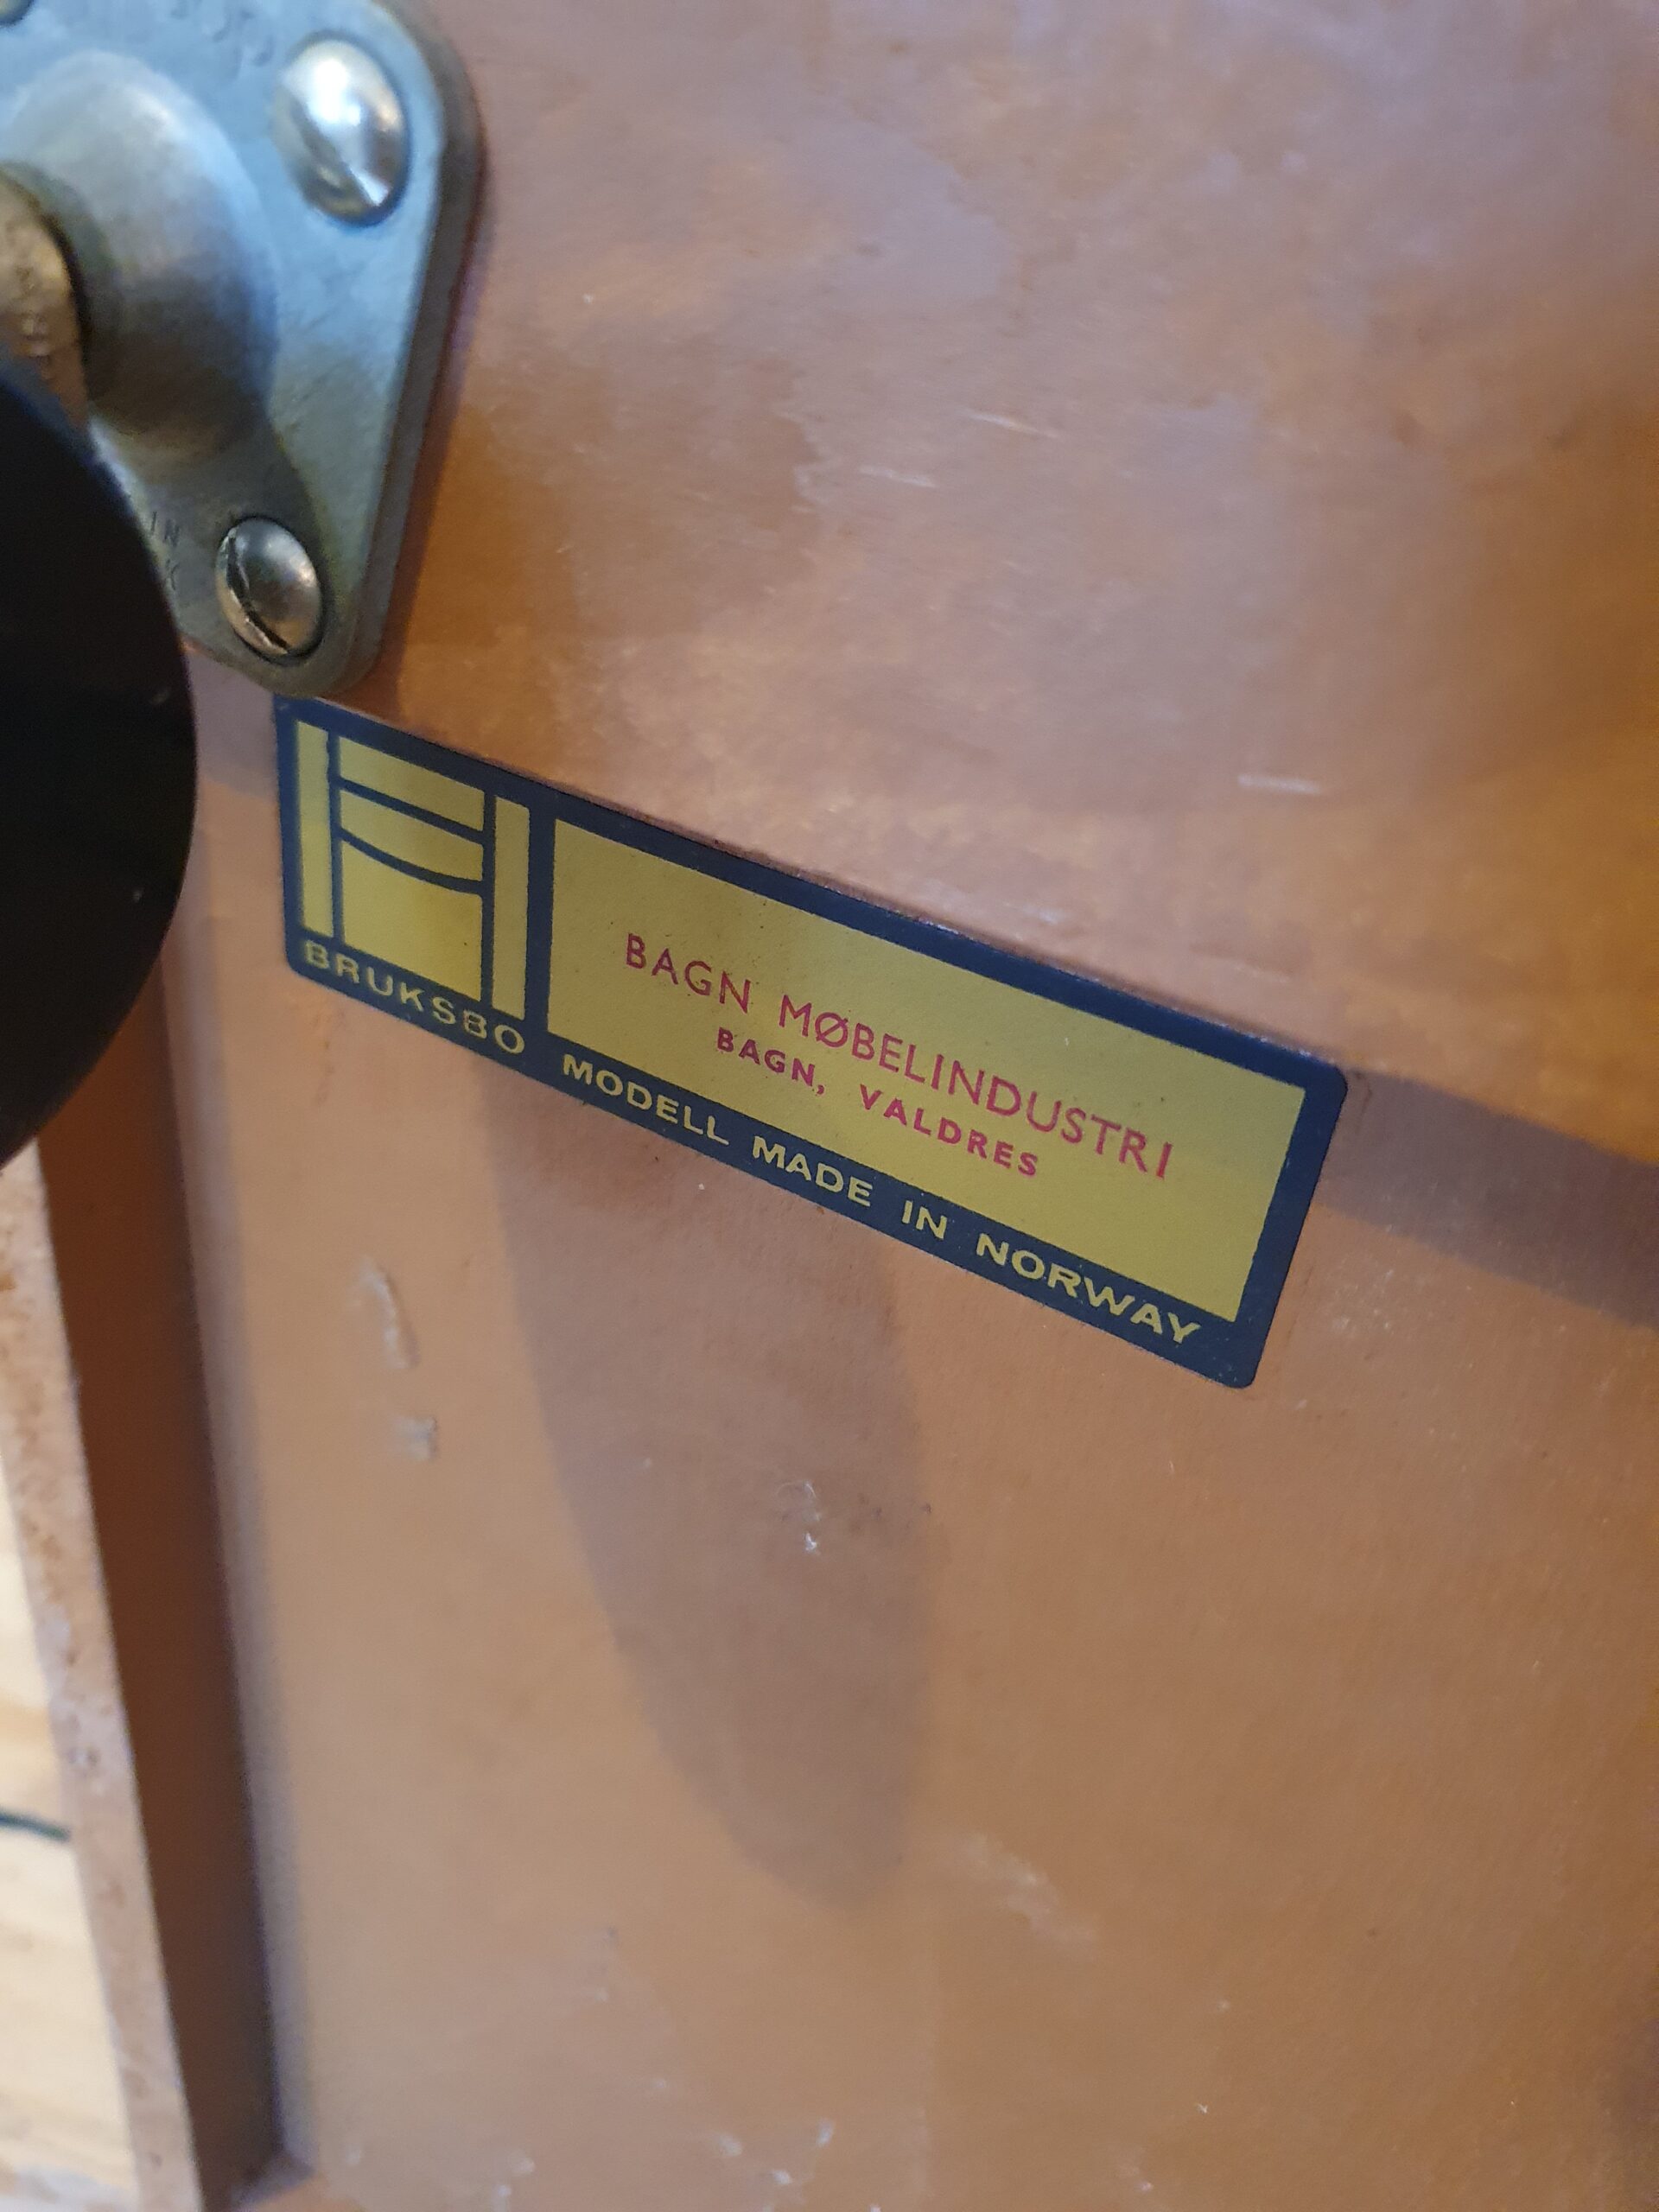 BAGN MØBELINDUSTRI
BAGN, VALDRES
BRUKSBO MODELL MADE IN NORWAY